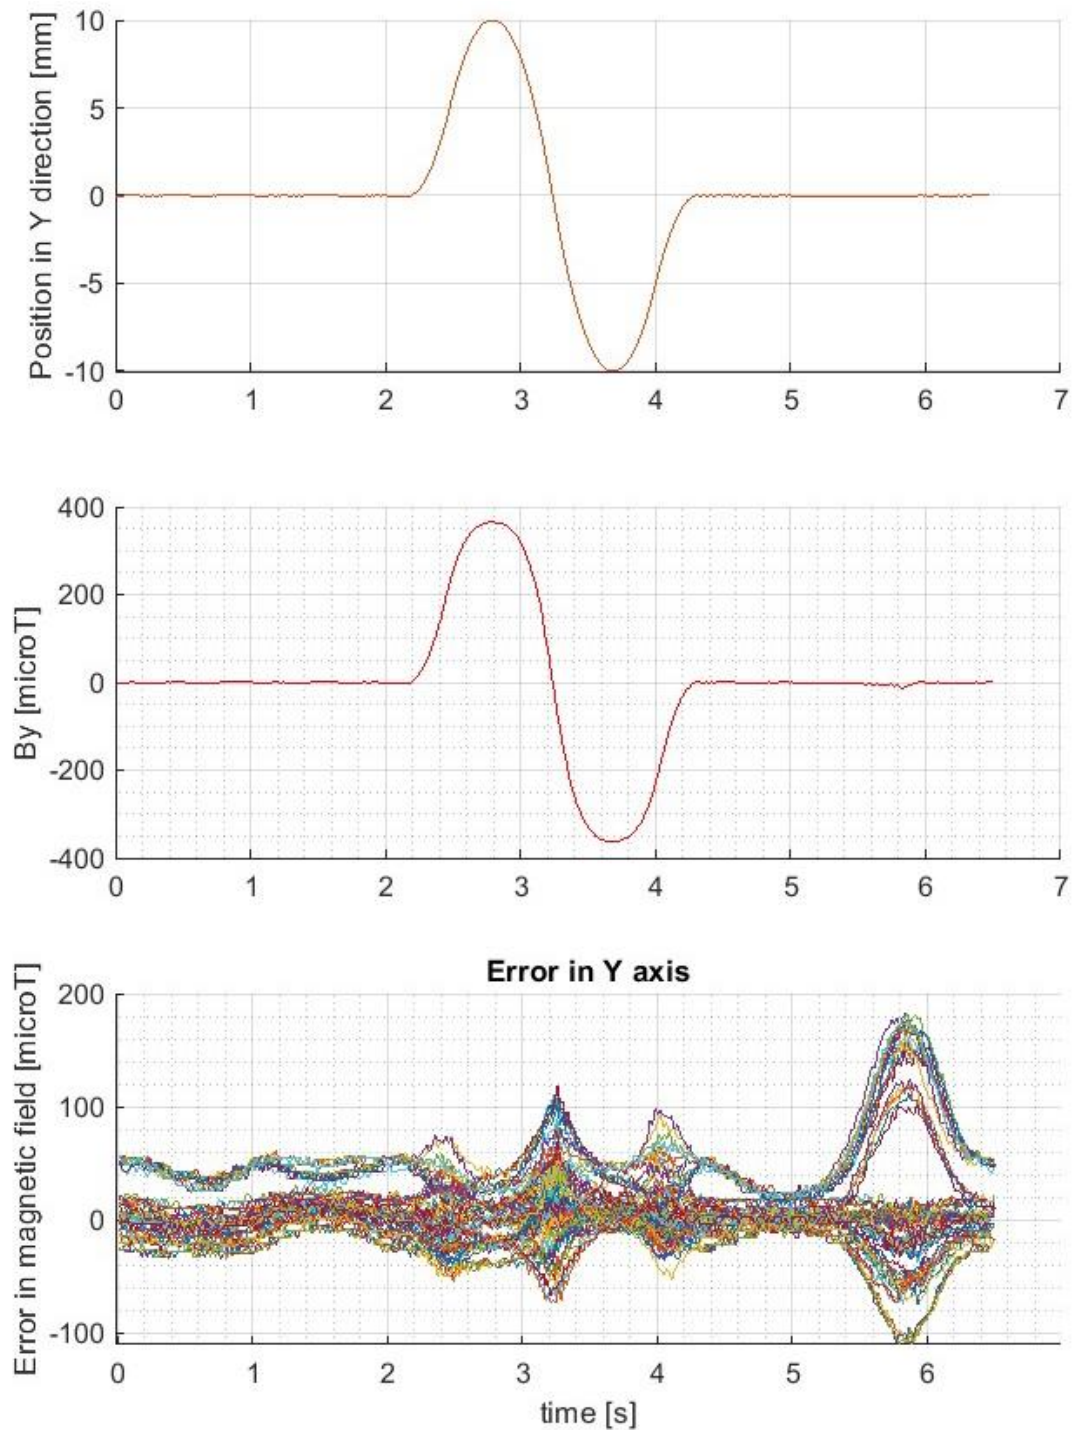 Position in Y direction [mm]
10
5
0
-5
-10
0 1 2 3 4 5 6 7
By [microT]
400
200
0
-200
-400
0 1 2 3 4 5 6 7
Error in Y axis
Error in magnetic field [microT]
200
100
0
-100
0 1 2 3 4 5 6
time [s]